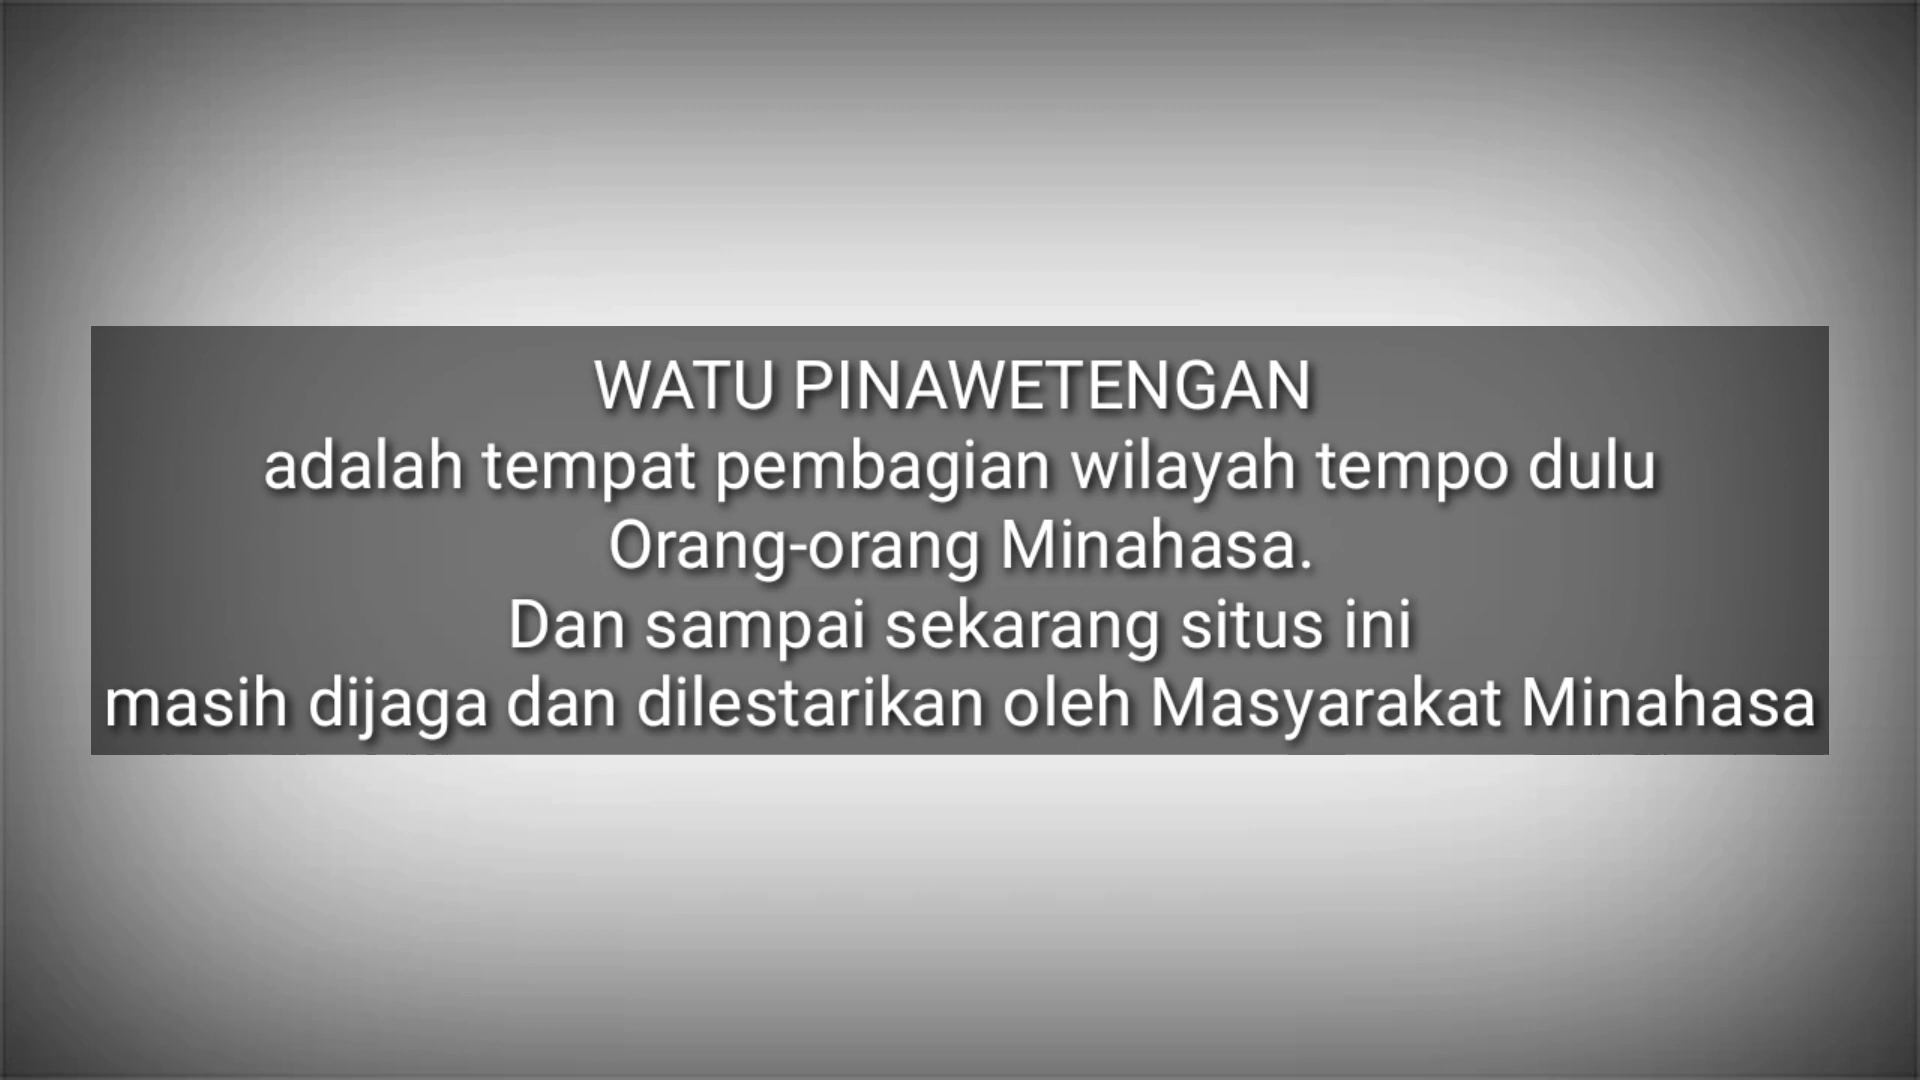 WATU PINAWETENGAN
adalah tempat pembagian wilayah tempo dulu
Orang-orang Minahasa.
Dan sampai sekarang situs ini
masih dijaga dan dilestarikan oleh Masyarakat Minahasa